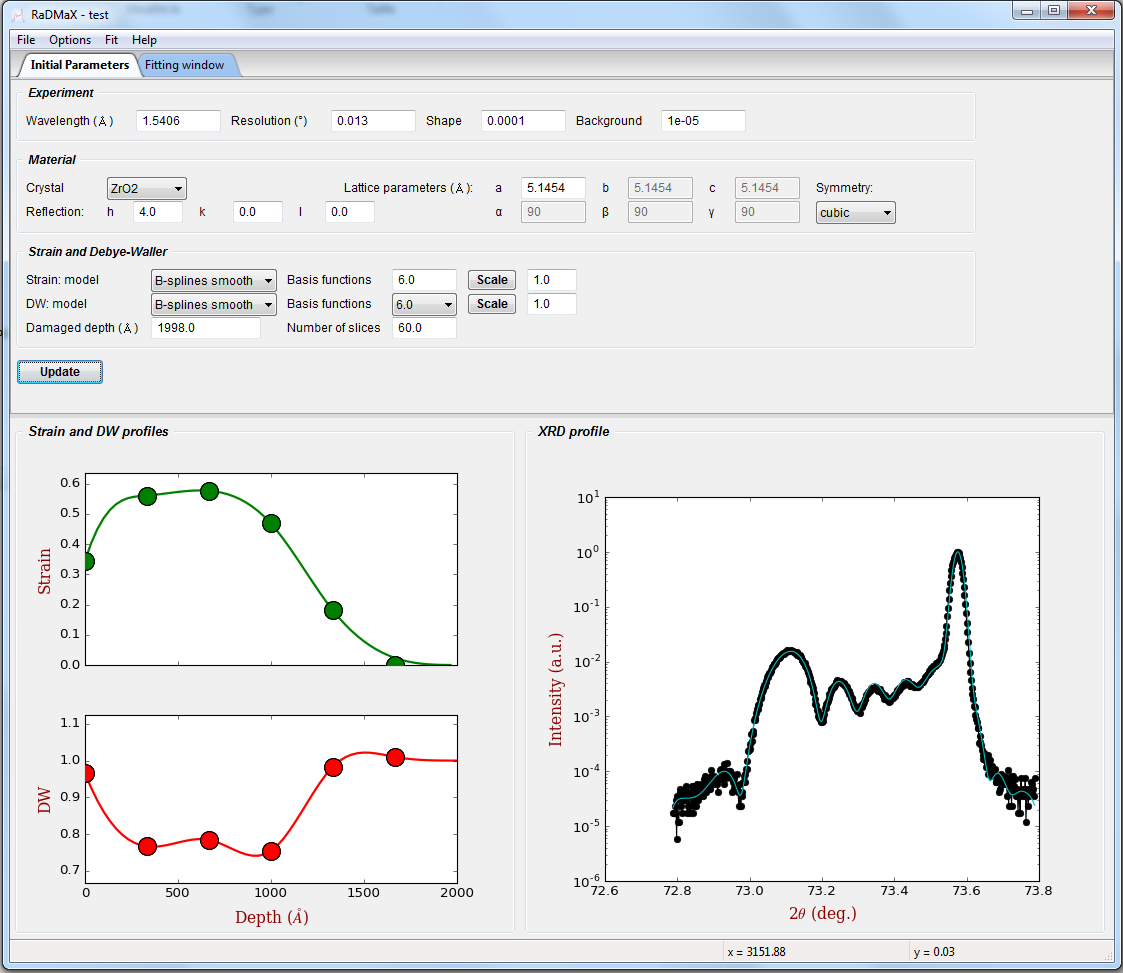 RaDMaX - test
File Options Fit Help
Initial Parameters Fitting window
Experiment
Wavelength (Å) 1.5406 Resolution (°) 0.013 Shape 0.0001 Background 1e-05
Material
Crystal ZrO2 Lattice parameters (Å): a 5.1454 b 5.1454 c 5.1454 Symmetry:
Reflection: h 4.0 k 0.0 l 0.0 α 90 β 90 γ 90 cubic
Strain and Debye-Waller
Strain: model B-splines smooth Basis functions 6.0 Scale 1.0
DW: model B-splines smooth Basis functions 6.0 Scale 1.0
Damaged depth (Å) 1998.0 Number of slices 60.0
Update
Strain and DW profiles
0.6
0.5
0.4
0.3
0.2
0.1
0.0
Strain
1.1
1.0
0.9
0.8
0.7
DW
0 500 1000 1500 2000
Depth (Å)
XRD profile
10^1
10^0
10^-1
10^-2
10^-3
10^-4
10^-5
10^-6
Intensity (a.u.)
72.6 72.8 73.0 73.2 73.4 73.6 73.8
2θ (deg.)
x = 3151.88 y = 0.03